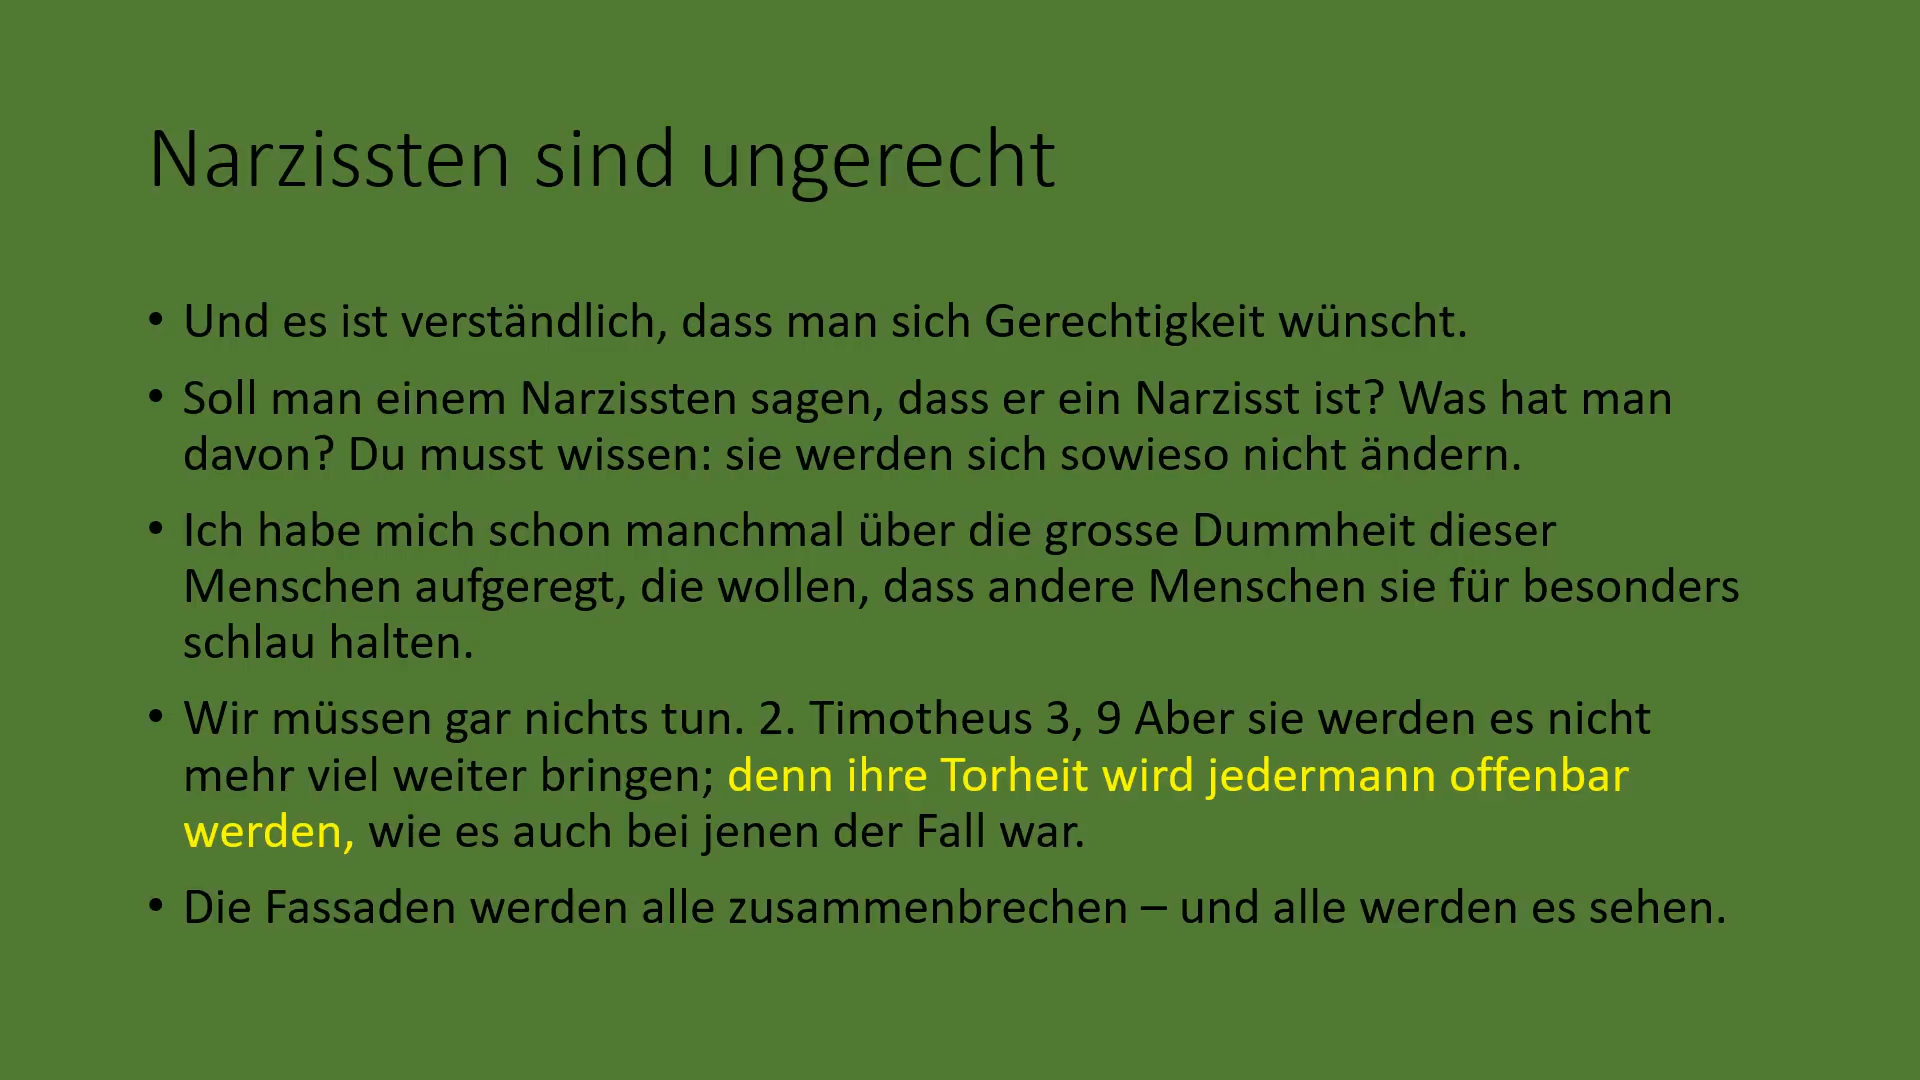 Narzissten sind ungerecht
• Und es ist verständlich, dass man sich Gerechtigkeit wünscht.
• Soll man einem Narzissten sagen, dass er ein Narzisst ist? Was hat man
davon? Du musst wissen: sie werden sich sowieso nicht ändern.
• Ich habe mich schon manchmal über die grosse Dummheit dieser
Menschen aufgeregt, die wollen, dass andere Menschen sie für besonders
schlau halten.
• Wir müssen gar nichts tun. 2. Timotheus 3, 9 Aber sie werden es nicht
mehr viel weiter bringen; denn ihre Torheit wird jedermann offenbar
werden, wie es auch bei jenen der Fall war.
• Die Fassaden werden alle zusammenbrechen – und alle werden es sehen.